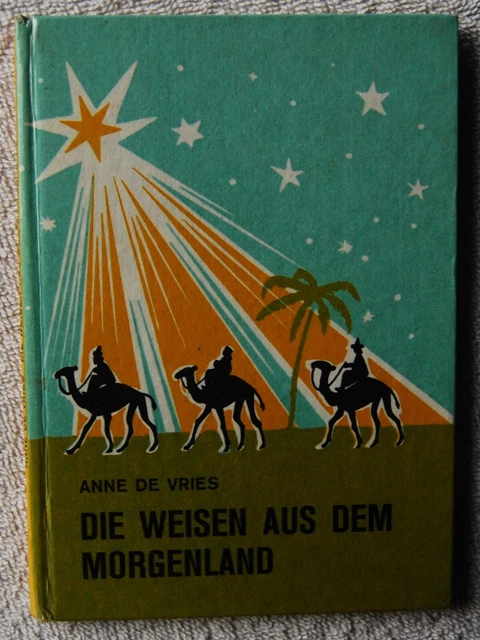 ANNE DE VRIES
DIE WEISEN AUS DEM
MORGENLAND